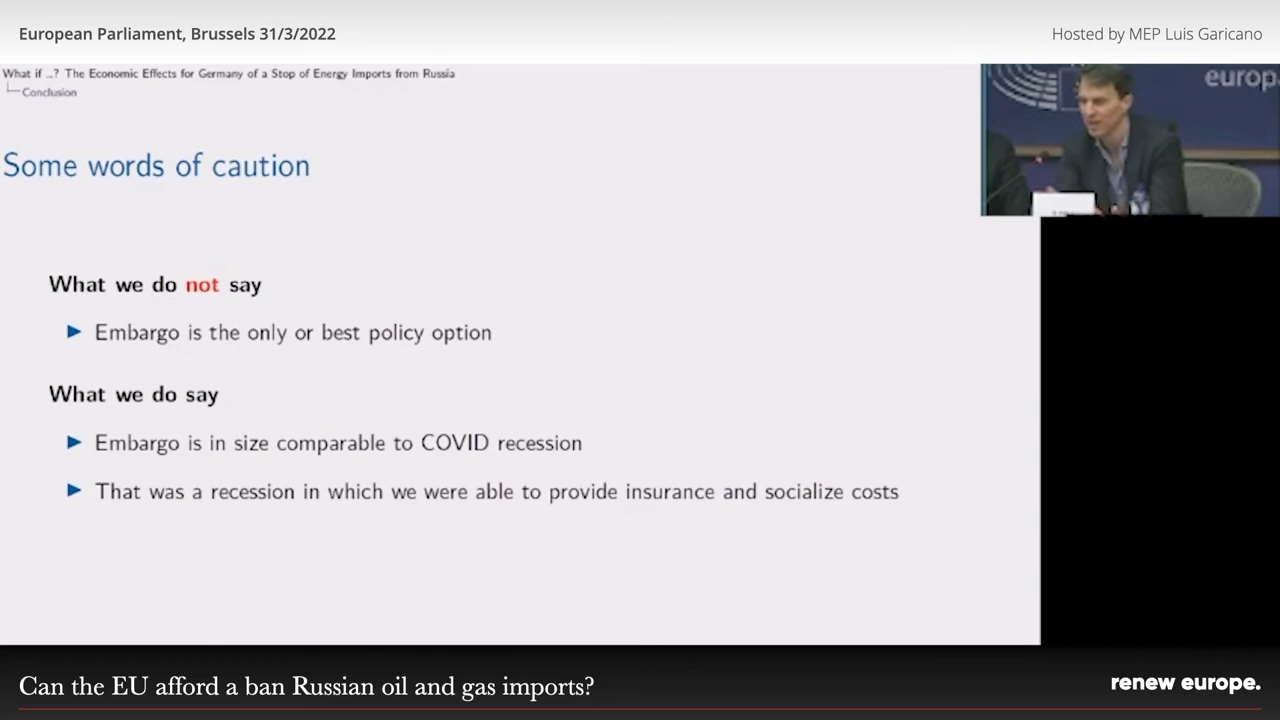 European Parliament, Brussels 31/3/2022
Hosted by MEP Luis Garicano
What if ...? The Economic Effects for Germany of a Stop of Energy Imports from Russia
Conclusion
europ
Some words of caution
What we do not say
Embargo is the only or best policy option
What we do say
Embargo is in size comparable to COVID recession
That was a recession in which we were able to provide insurance and socialize costs
Can the EU afford a ban Russian oil and gas imports?
renew europe.